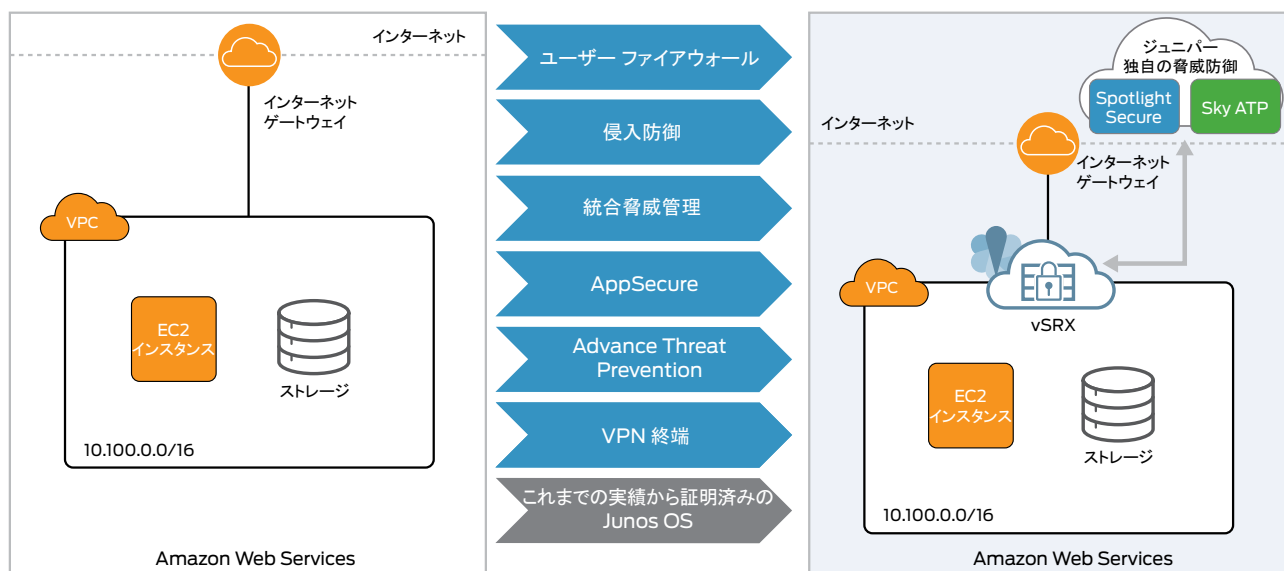 インターネット
インターネット
ゲートウェイ
VPC
EC2
インスタンス
ストレージ
10.100.0.0/16
Amazon Web Services
ユーザー ファイアウォール
侵入防御
統合脅威管理
AppSecure
Advance Threat
Prevention
VPN 終端
これまでの実績から証明済みの
Junos OS
ジュニパー
独自の脅威防御
Spotlight
Secure
Sky ATP
インターネット
インターネット
ゲートウェイ
VPC
vSRX
EC2
インスタンス
ストレージ
10.100.0.0/16
Amazon Web Services